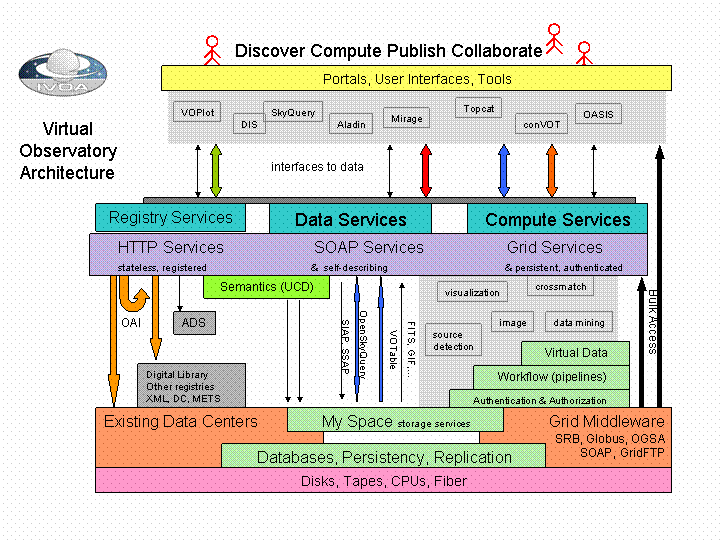 Discover Compute Publish Collaborate
IVOA
Portals, User Interfaces, Tools
Virtual
Observatory
Architecture
VOPlot
DIS
SkyQuery
Aladin
Mirage
Topcat
conVOT
OASIS
interfaces to data
Registry Services
Data Services
Compute Services
HTTP Services
SOAP Services
Grid Services
stateless, registered
& self-describing
& persistent, authenticated
Semantics (UCD)
visualization
crossmatch
OAI
ADS
SIAP, SSAP
OpenSkyQuery
VOTable
FITS, GIF,...
source
detection
image
data mining
Bulk Access
Virtual Data
Workflow (pipelines)
Authentication & Authorization
Digital Library
Other registries
XML, DC, METS
Existing Data Centers
My Space storage services
Grid Middleware
SRB, Globus, OGSA
SOAP, GridFTP
Databases, Persistency, Replication
Disks, Tapes, CPUs, Fiber